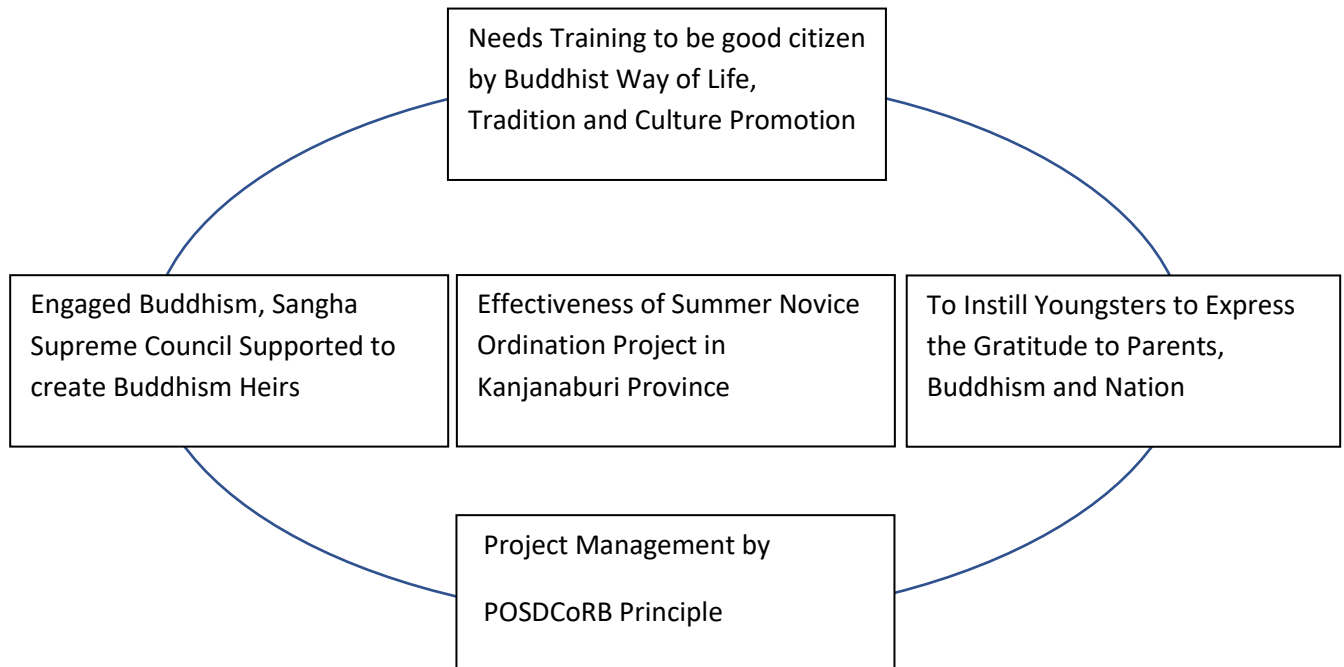 Needs Training to be good citizen
by Buddhist Way of Life,
Tradition and Culture Promotion
Engaged Buddhism, Sangha
Supreme Council Supported to
create Buddhism Heirs
Effectiveness of Summer Novice
Ordination Project in
Kanjanaburi Province
To Instill Youngsters to Express
the Gratitude to Parents,
Buddhism and Nation
Project Management by
POSDCoRB Principle